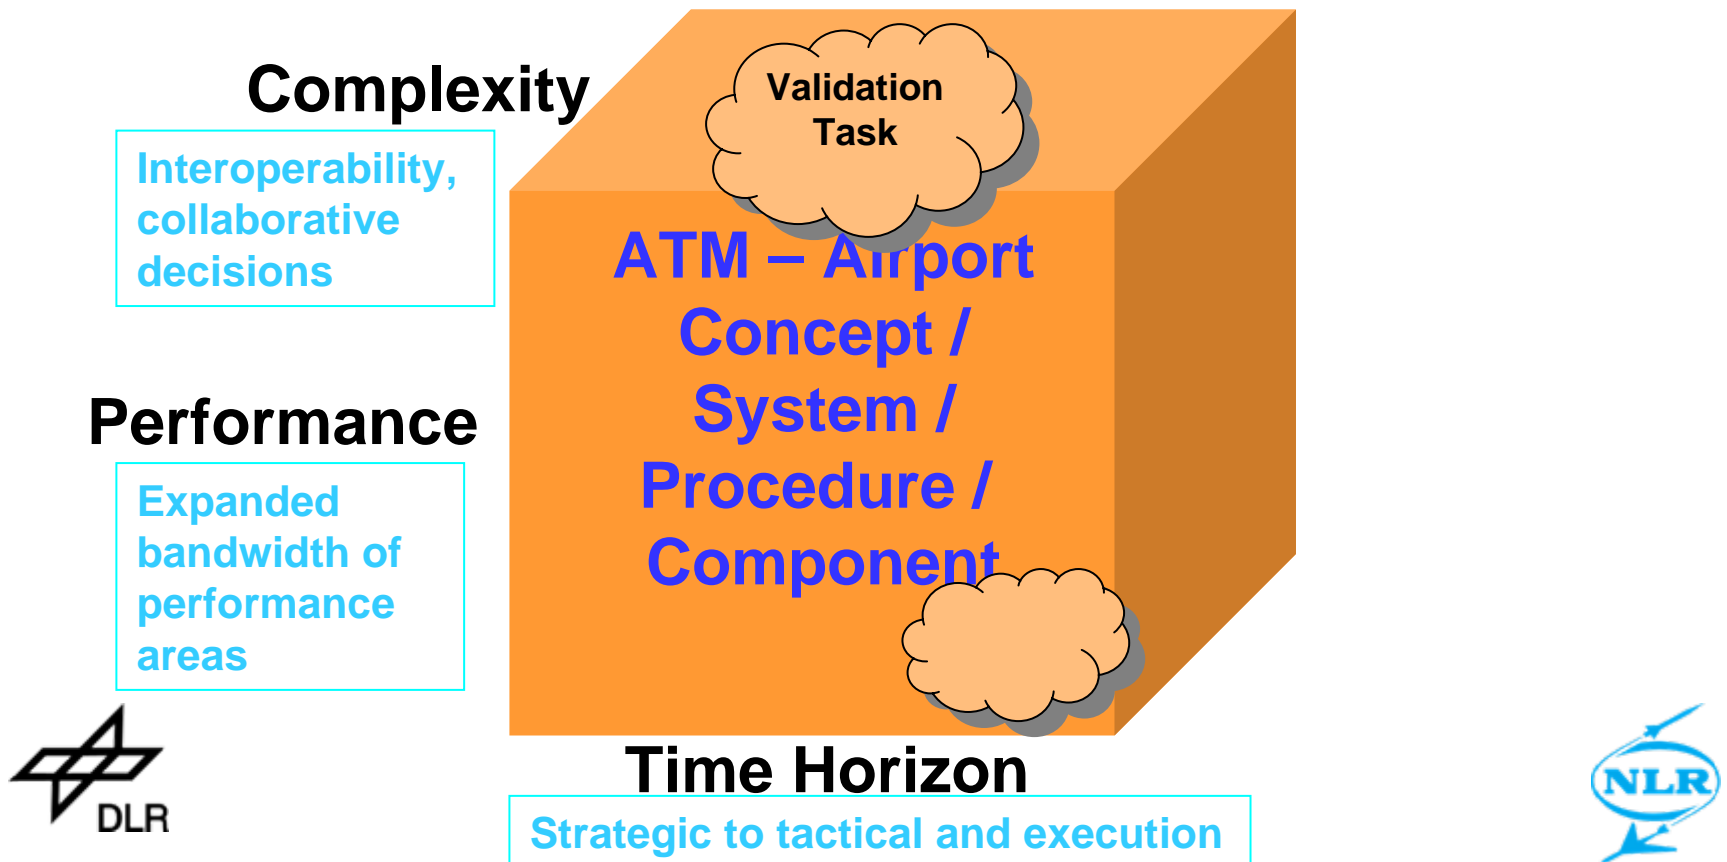 Complexity
Interoperability,
collaborative
decisions
Validation
Task
ATM – Airport
Concept /
System /
Procedure /
Component
Performance
Expanded
bandwidth of
performance
areas
Time Horizon
Strategic to tactical and execution
DLR
NLR